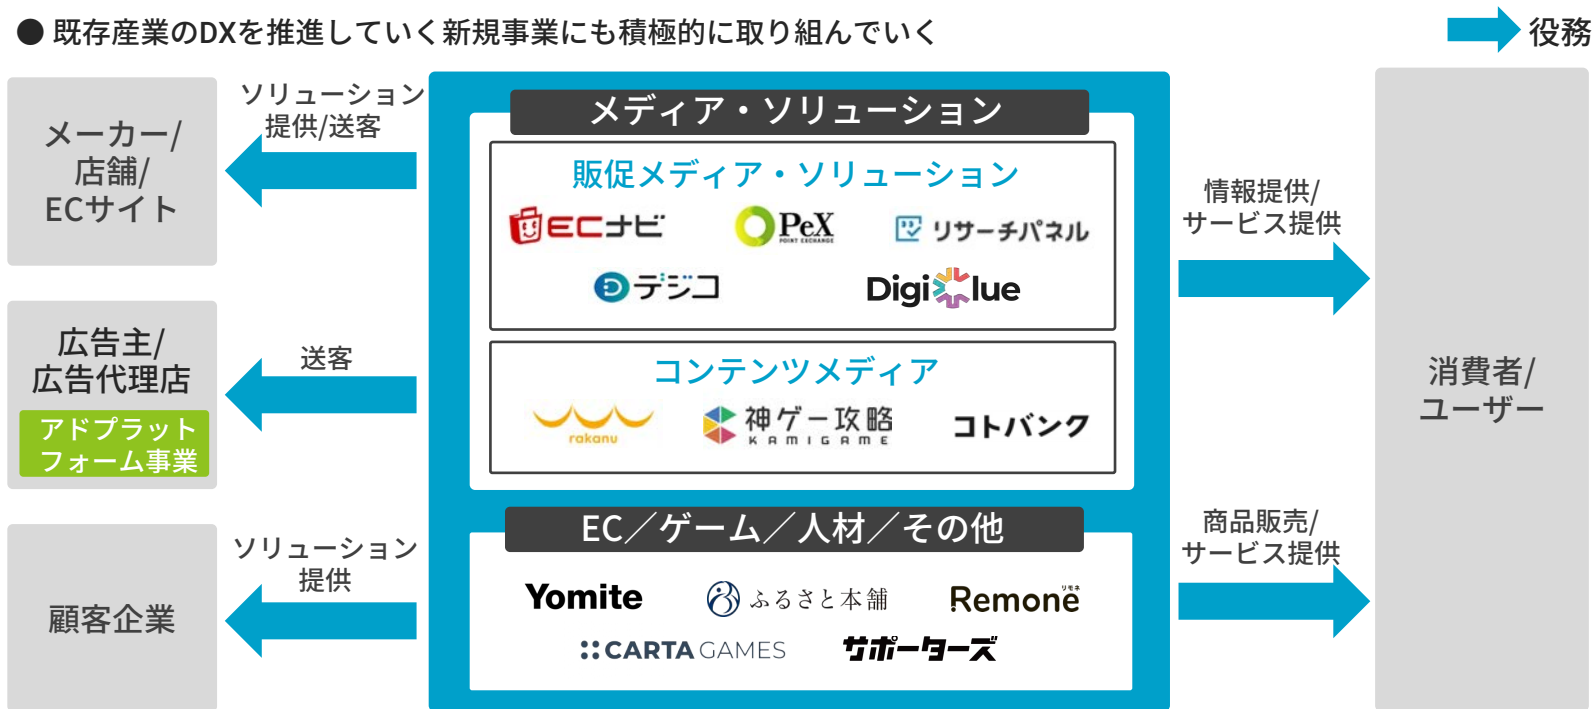 ● 既存産業のDXを推進していく新規事業にも積極的に取り組んでいく
役務
メーカー/
店舗/
ECサイト
ソリューション
提供/送客
広告主/
広告代理店
アドプラット
フォーム事業
送客
顧客企業
ソリューション
提供
メディア・ソリューション
販促メディア・ソリューション
ECナビ
PeX
POINT EXCHANGE
リサーチパネル
デジコ
DigiClue
コンテンツメディア
rakanu
神ゲー攻略
KAMIGAME
コトバンク
EC／ゲーム／人材／その他
Yomite
ふるさと本舗
リモネ
Remone
CARTA GAMES
サポーターズ
情報提供/
サービス提供
商品販売/
サービス提供
消費者/
ユーザー